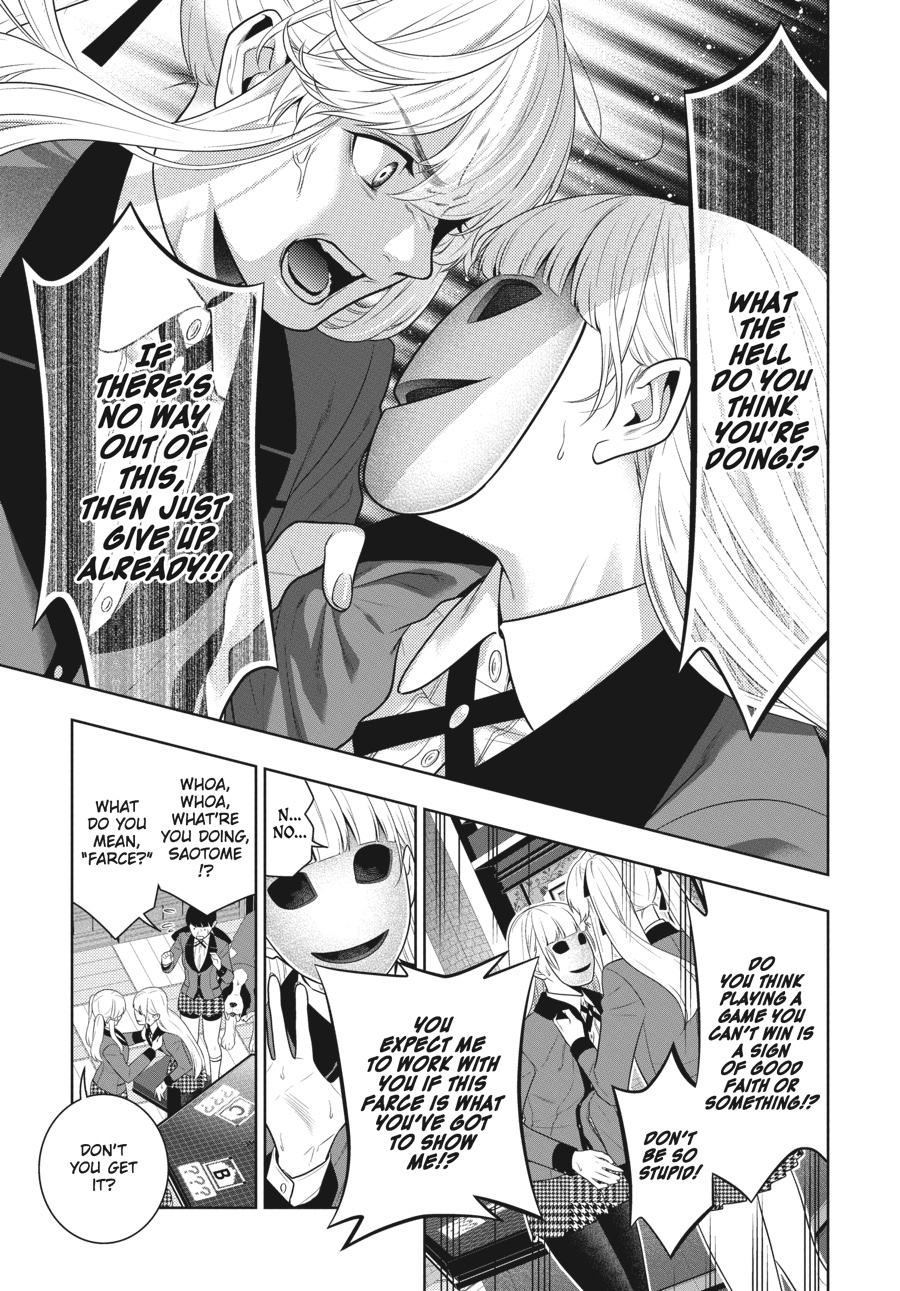 WHAT
THE
HELL
DO YOU
THINK
YOU'RE
DOING!?
IF
THERE'S
NO WAY
OUT OF
THIS,
THEN JUST
GIVE UP
ALREADY!!
DO
YOU THINK
PLAYING A
GAME YOU
CAN'T WIN IS
A SIGN
OF GOOD
FAITH OR
SOMETHING!?
DON'T
BE SO
STUPID!
YOU
EXPECT ME
TO WORK WITH
YOU IF THIS
FARCE IS WHAT
YOU'VE GOT
TO SHOW
ME!?
N...
NO...
WHOA,
WHOA,
WHAT'RE
YOU DOING,
SAOTOME
!?
WHAT
DO YOU
MEAN,
"FARCE?"
C
???
B
???
DON'T
YOU GET
IT?